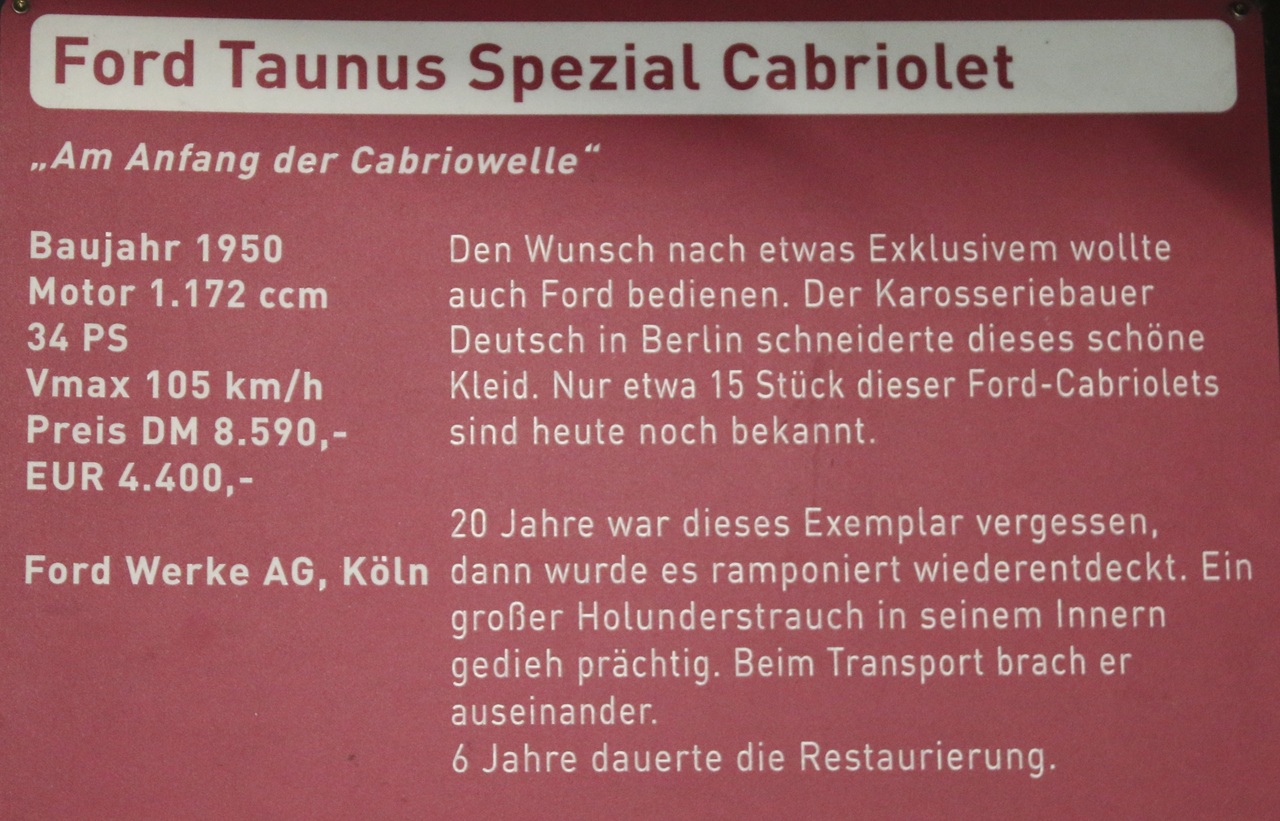 Ford Taunus Spezial Cabriolet
„Am Anfang der Cabriowelle“
Baujahr 1950
Motor 1.172 ccm
34 PS
Vmax 105 km/h
Preis DM 8.590,-
EUR 4.400,-
Ford Werke AG, Köln
Den Wunsch nach etwas Exklusivem wollte
auch Ford bedienen. Der Karosseriebauer
Deutsch in Berlin schneiderte dieses schöne
Kleid. Nur etwa 15 Stück dieser Ford-Cabriolets
sind heute noch bekannt.
20 Jahre war dieses Exemplar vergessen,
dann wurde es ramponiert wiederentdeckt. Ein
großer Holunderstrauch in seinem Innern
gedieh prächtig. Beim Transport brach er
auseinander.
6 Jahre dauerte die Restaurierung.